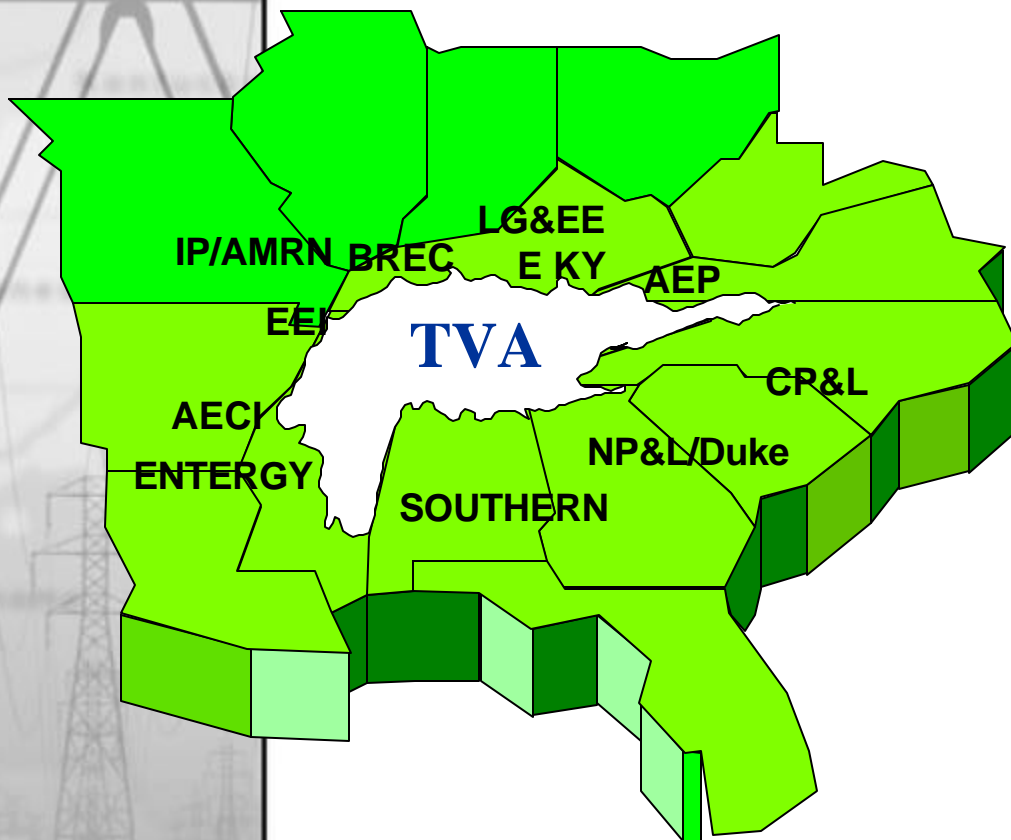 LG&EE
IP/AMRN
BREC
E KY
AEP
EEI
TVA
CP&L
AECI
NP&L/Duke
ENTERGY
SOUTHERN